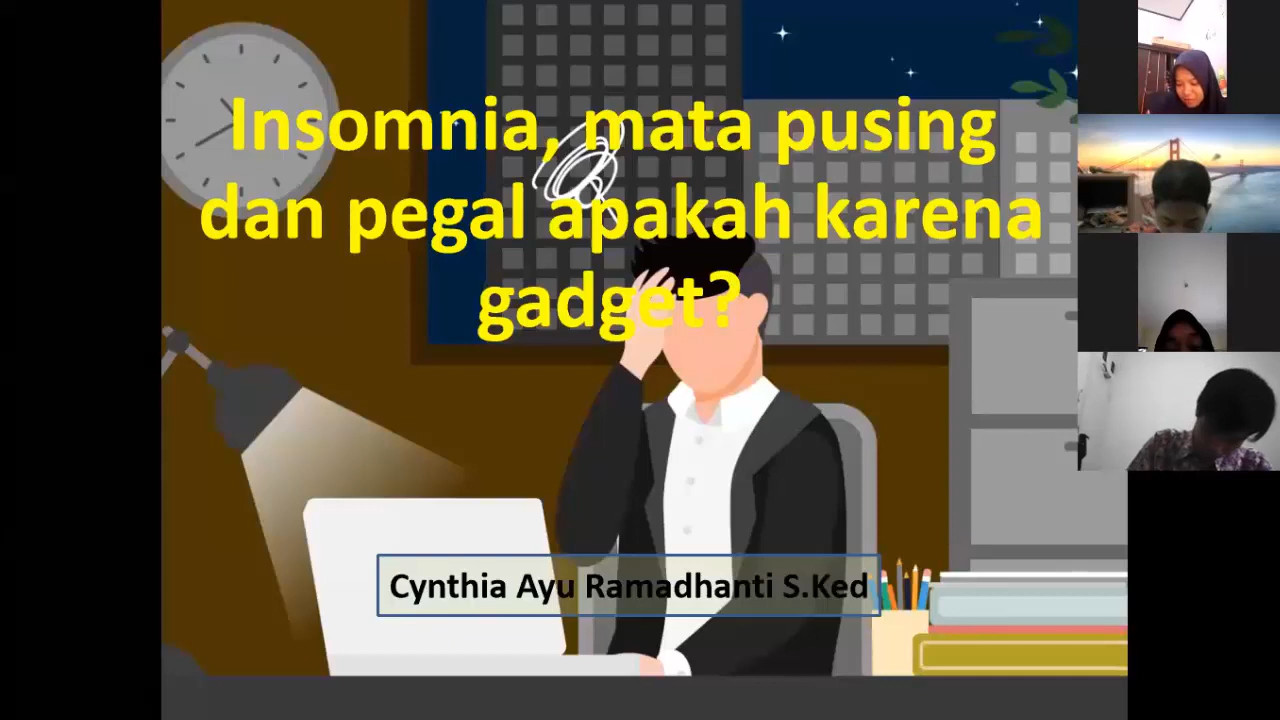 Insomnia, mata pusing
dan pegal apakah karena
gadget?
Cynthia Ayu Ramadhanti S.Ked